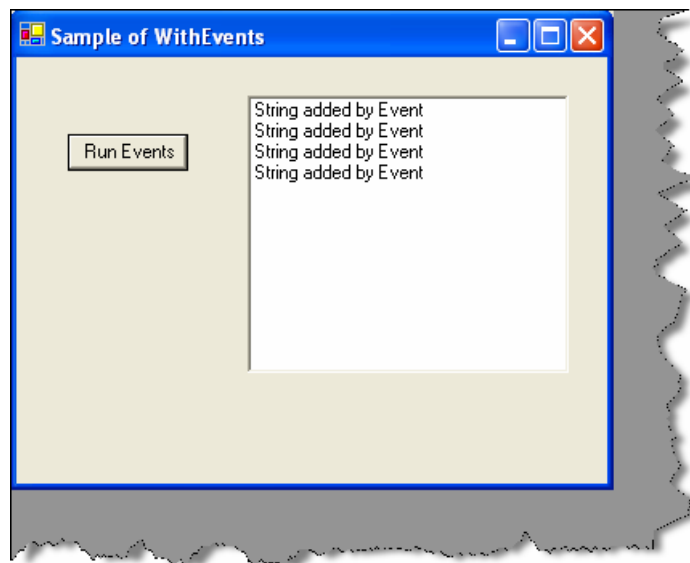 Sample of WithEvents
Run Events
String added by Event
String added by Event
String added by Event
String added by Event